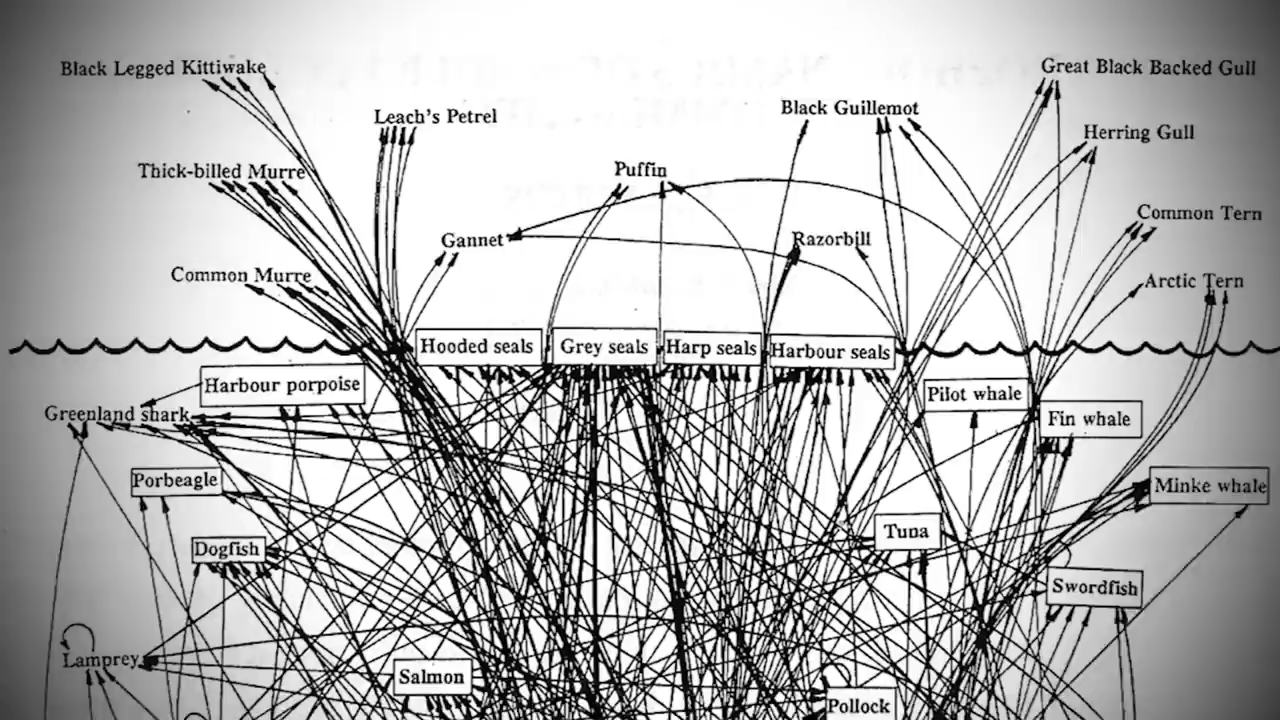 Black Legged Kittiwake
Great Black Backed Gull
Leach's Petrel
Black Guillemot
Herring Gull
Thick-billed Murre
Puffin
Common Tern
Gannet
Razorbill
Common Murre
Arctic Tern
Hooded seals
Grey seals
Harp seals
Harbour seals
Harbour porpoise
Pilot whale
Greenland shark
Fin whale
Porbeagle
Minke whale
Tuna
Dogfish
Swordfish
Lamprey
Salmon
Pollock